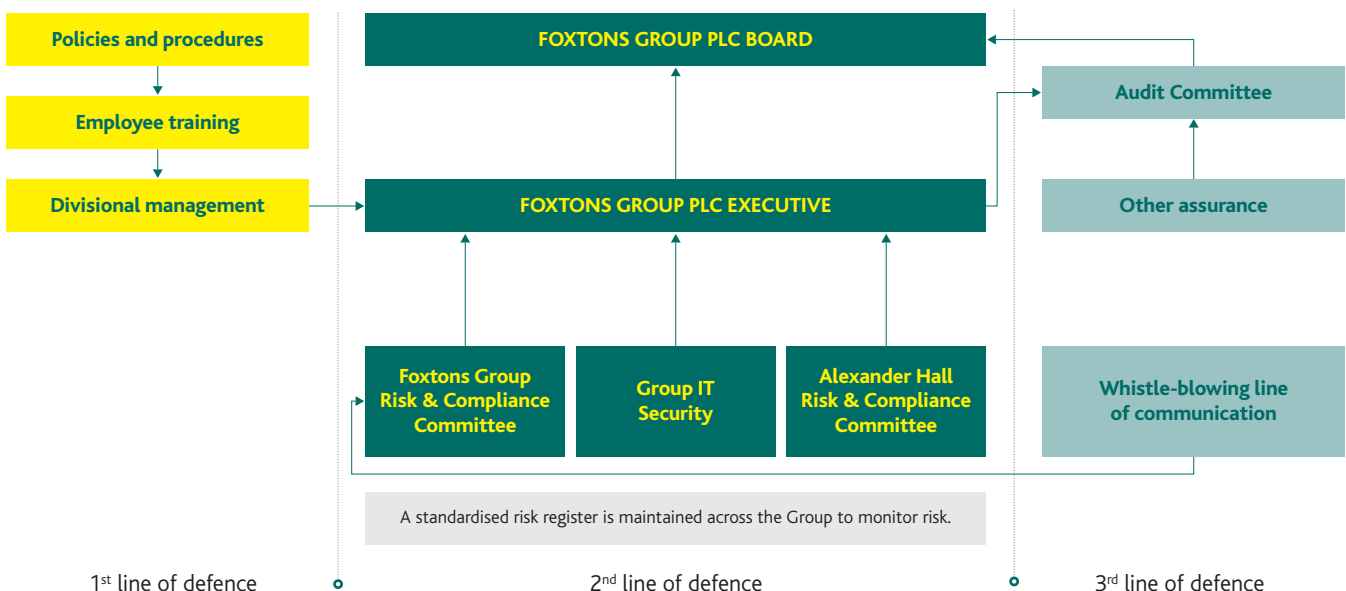 Policies and procedures
Employee training
Divisional management
FOXTONS GROUP PLC BOARD
FOXTONS GROUP PLC EXECUTIVE
Foxtons Group
Risk & Compliance
Committee
Group IT
Security
Alexander Hall
Risk & Compliance
Committee
A standardised risk register is maintained across the Group to monitor risk.
Audit Committee
Other assurance
Whistle-blowing line
of communication
1st line of defence
2nd line of defence
3rd line of defence